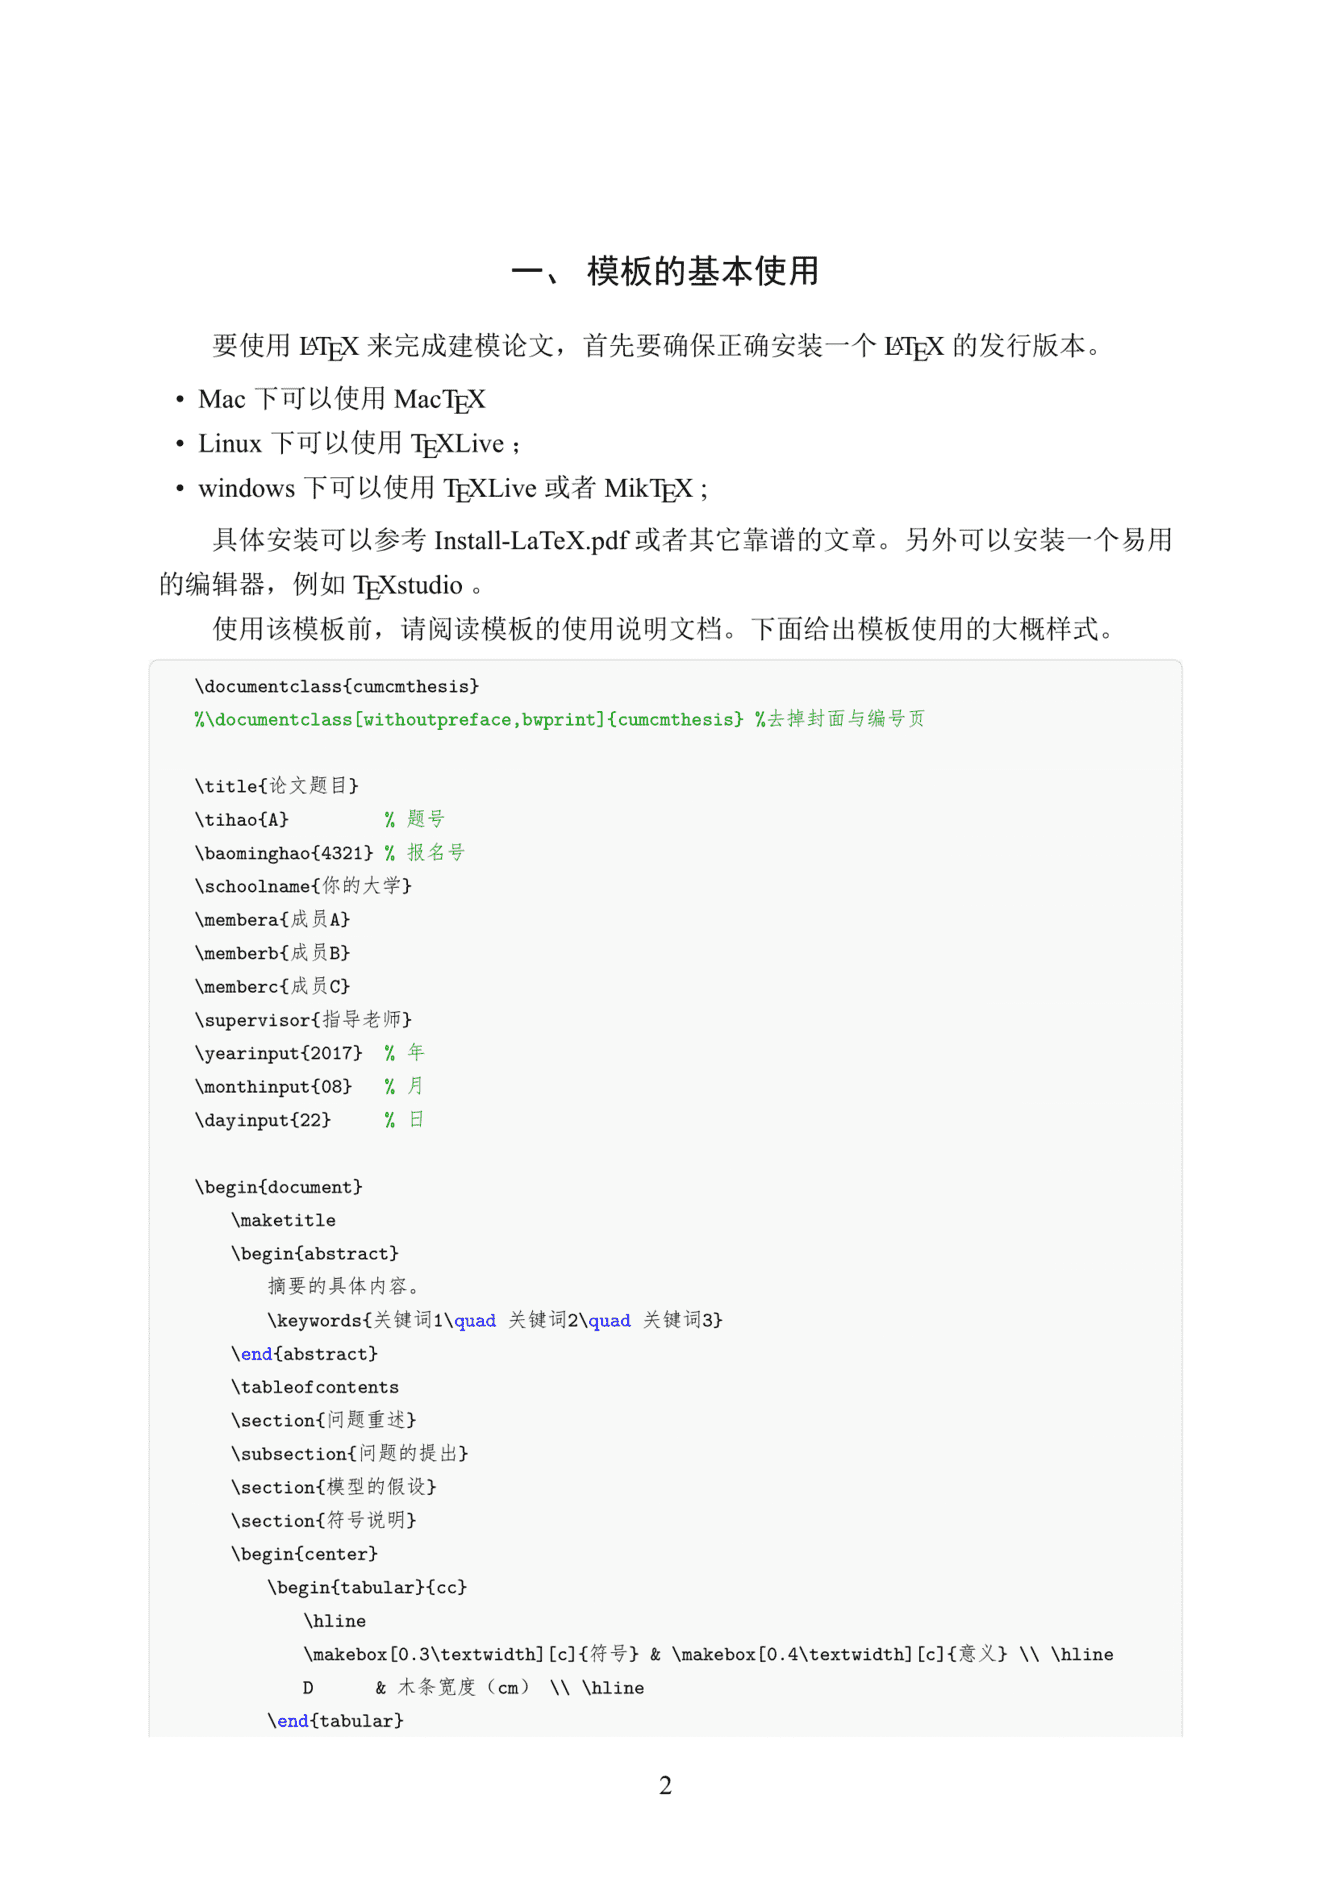 一、 模板的基本使用
要使用 LATEX 来完成建模论文，首先要确保正确安装一个 LATEX 的发行版本。
• Mac 下可以使用 MacTEX
• Linux 下可以使用 TEXLive；
• windows 下可以使用 TEXLive 或者 MikTEX；
具体安装可以参考 Install-LaTeX.pdf 或者其它靠谱的文章。另外可以安装一个易用
的编辑器，例如 TEXstudio 。
使用该模板前，请阅读模板的使用说明文档。下面给出模板使用的大概样式。
\documentclass{cumcmthesis}
%\documentclass[withoutpreface,bwprint]{cumcmthesis} %去掉封面与编号页
\title{论文题目}
\tihao{A} % 题号
\baominghao{4321} % 报名号
\schoolname{你的大学}
\membera{成员A}
\memberb{成员B}
\memberc{成员C}
\supervisor{指导老师}
\yearinput{2017} % 年
\monthinput{08} % 月
\dayinput{22} % 日
\begin{document}
\maketitle
\begin{abstract}
摘要的具体内容。
\keywords{关键词1\quad 关键词2\quad 关键词3}
\end{abstract}
\tableofcontents
\section{问题重述}
\subsection{问题的提出}
\section{模型的假设}
\section{符号说明}
\begin{center}
\begin{tabular}{cc}
\hline
\makebox[0.3\textwidth][c]{符号} & \makebox[0.4\textwidth][c]{意义} \\ \hline
D & 木条宽度（cm） \\ \hline
\end{tabular}
2